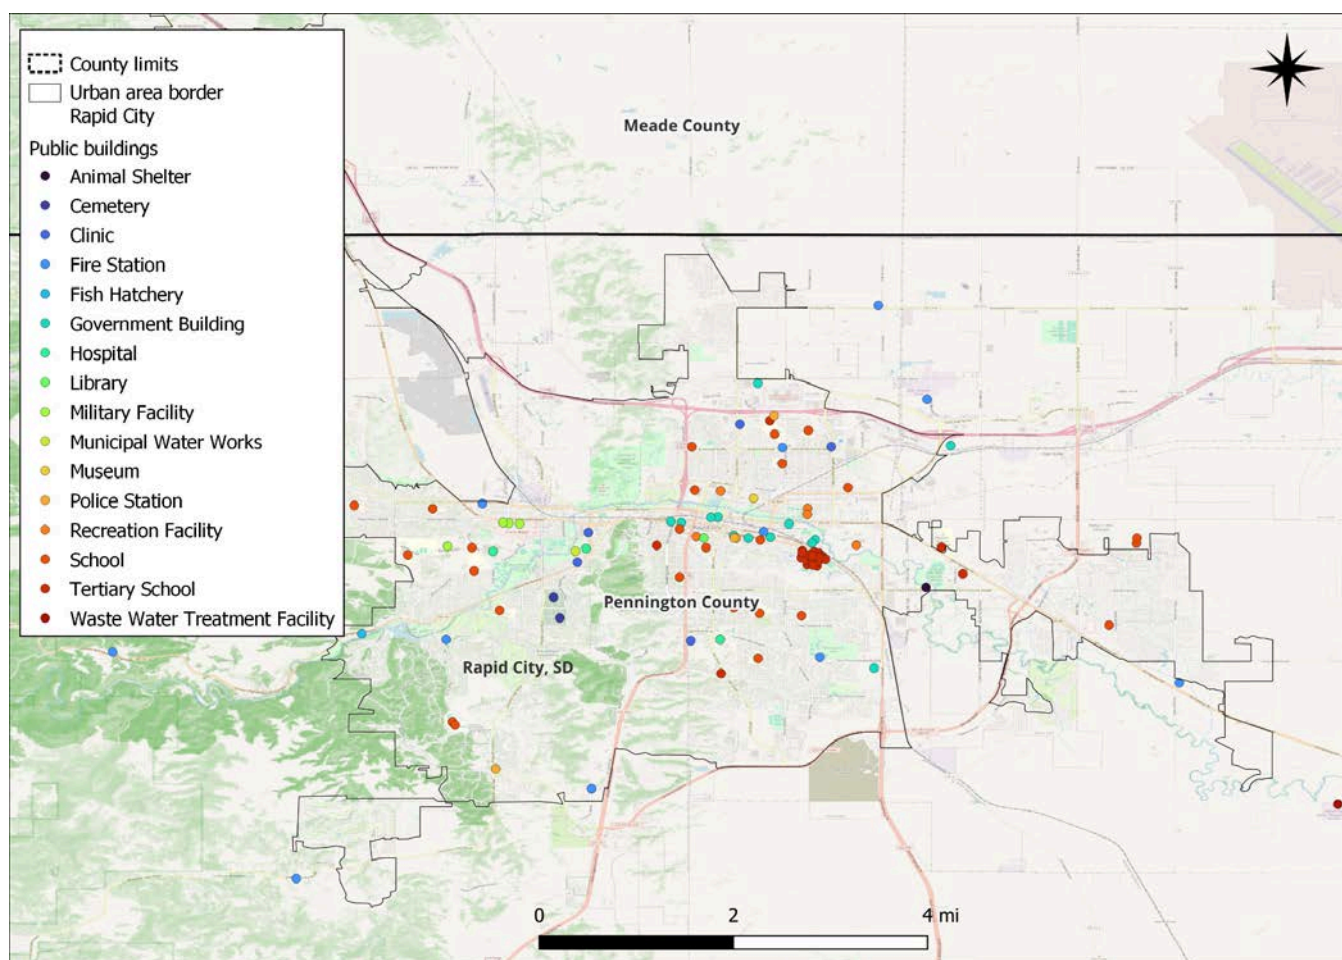 County limits
Urban area border
Rapid City
Public buildings
Animal Shelter
Cemetery
Clinic
Fire Station
Fish Hatchery
Government Building
Hospital
Library
Military Facility
Municipal Water Works
Museum
Police Station
Recreation Facility
School
Tertiary School
Waste Water Treatment Facility
Meade County
Pennington County
Rapid City, SD
0 2 4 mi